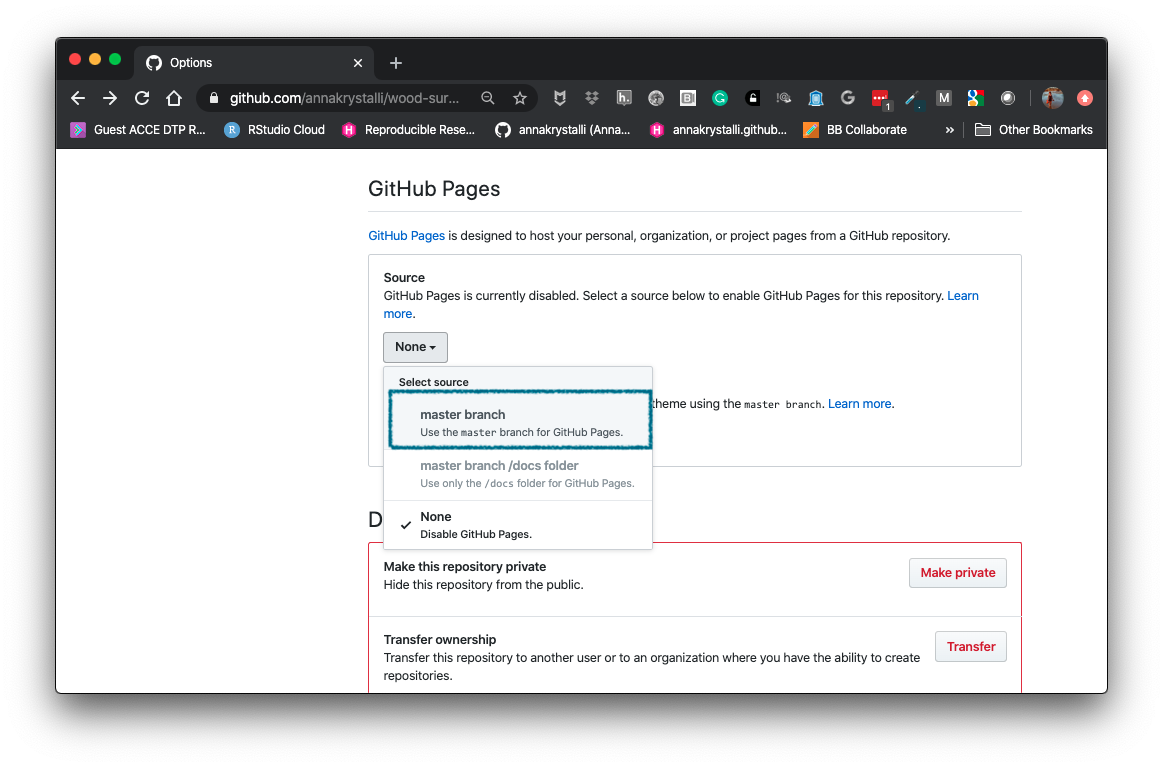 Options
github.com/annakrystalli/wood-sur...
1
Guest ACCE DTP R...
RStudio Cloud
Reproducible Rese...
annakrystalli (Anna...
annakrystalli.github...
BB Collaborate
»
Other Bookmarks
GitHub Pages
GitHub Pages is designed to host your personal, organization, or project pages from a GitHub repository.
Source
GitHub Pages is currently disabled. Select a source below to enable GitHub Pages for this repository. Learn
more.
None
Select source
theme using the master branch. Learn more.
master branch
Use the master branch for GitHub Pages.
master branch /docs folder
Use only the /docs folder for GitHub Pages.
None
Disable GitHub Pages.
D
Make this repository private
Hide this repository from the public.
Make private
Transfer ownership
Transfer this repository to another user or to an organization where you have the ability to create
repositories.
Transfer